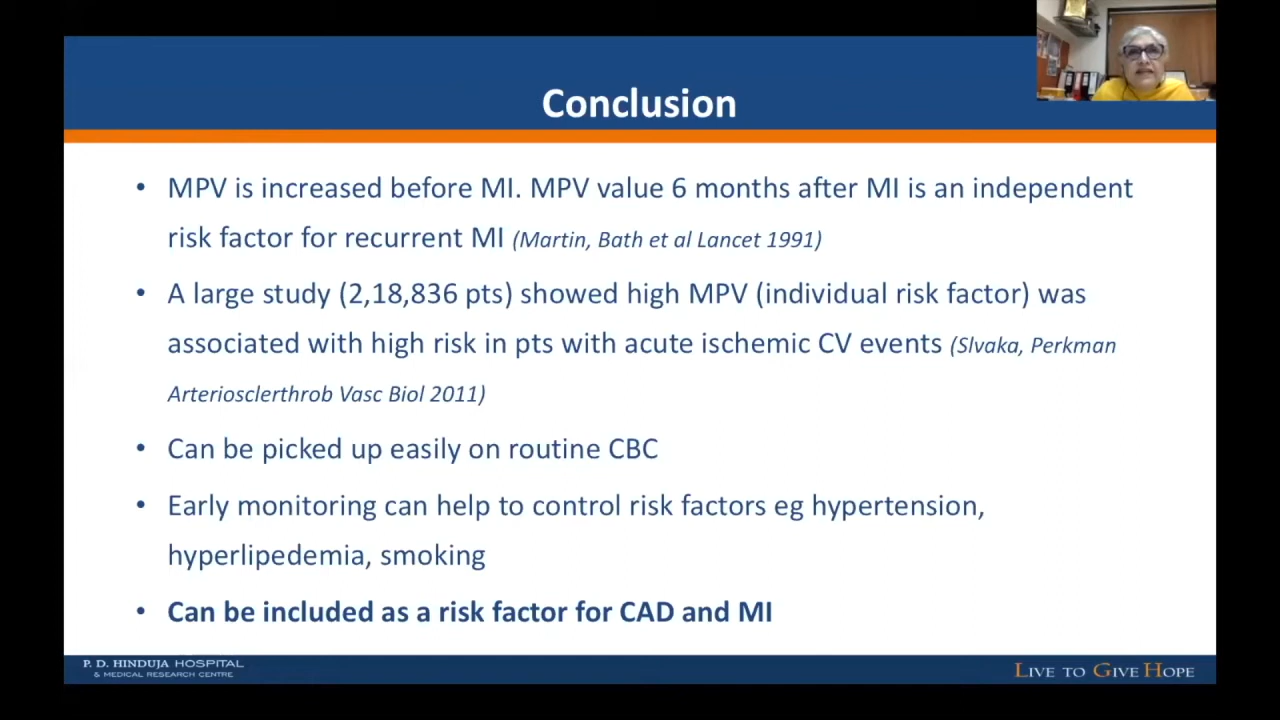 Conclusion
• MPV is increased before MI. MPV value 6 months after MI is an independent
risk factor for recurrent MI (Martin, Bath et al Lancet 1991)
• A large study (2,18,836 pts) showed high MPV (individual risk factor) was
associated with high risk in pts with acute ischemic CV events (Slvaka, Perkman
Arteriosclerthrob Vasc Biol 2011)
• Can be picked up easily on routine CBC
• Early monitoring can help to control risk factors eg hypertension,
hyperlipedemia, smoking
• Can be included as a risk factor for CAD and MI
P. D. HINDUJA HOSPITAL
& MEDICAL RESEARCH CENTRE
LIVE TO GIVE HOPE